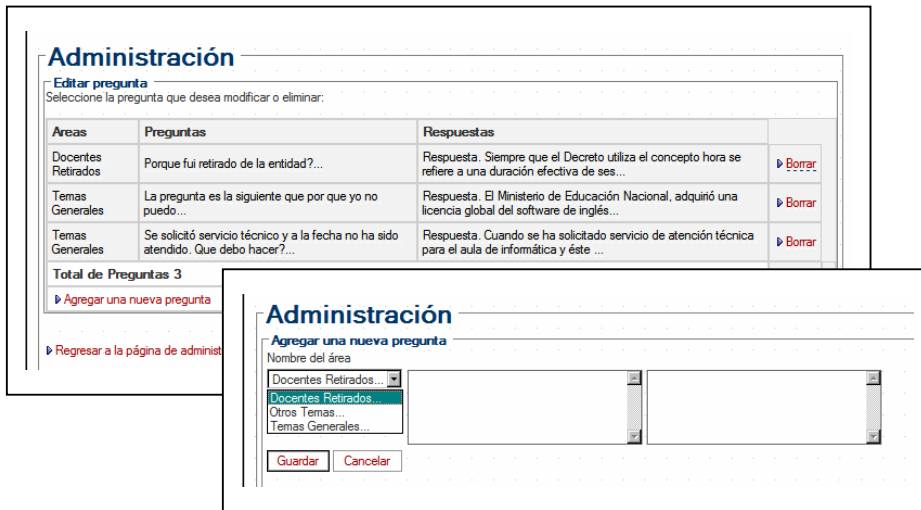 Administración
Editar pregunta
Seleccione la pregunta que desea modificar o eliminar:
Areas Preguntas Respuestas
Docentes Retirados Porque fui retirado de la entidad?... Respuesta. Siempre que el Decreto utiliza el concepto hora se refiere a una duración efectiva de ses... Borrar
Temas Generales La pregunta es la siguiente que por que yo no puedo... Respuesta. El Ministerio de Educación Nacional, adquirió una licencia global del software de inglés... Borrar
Temas Generales Se solicitó servicio técnico y a la fecha no ha sido atendido. Que debo hacer?... Respuesta. Cuando se ha solicitado servicio de atención técnica para el aula de informática y éste ... Borrar
Total de Preguntas 3
Agregar una nueva pregunta
Regresar a la página de administ
Administración
Agregar una nueva pregunta
Nombre del área
Docentes Retirados...
Docentes Retirados...
Otros Temas...
Temas Generales...
Guardar Cancelar